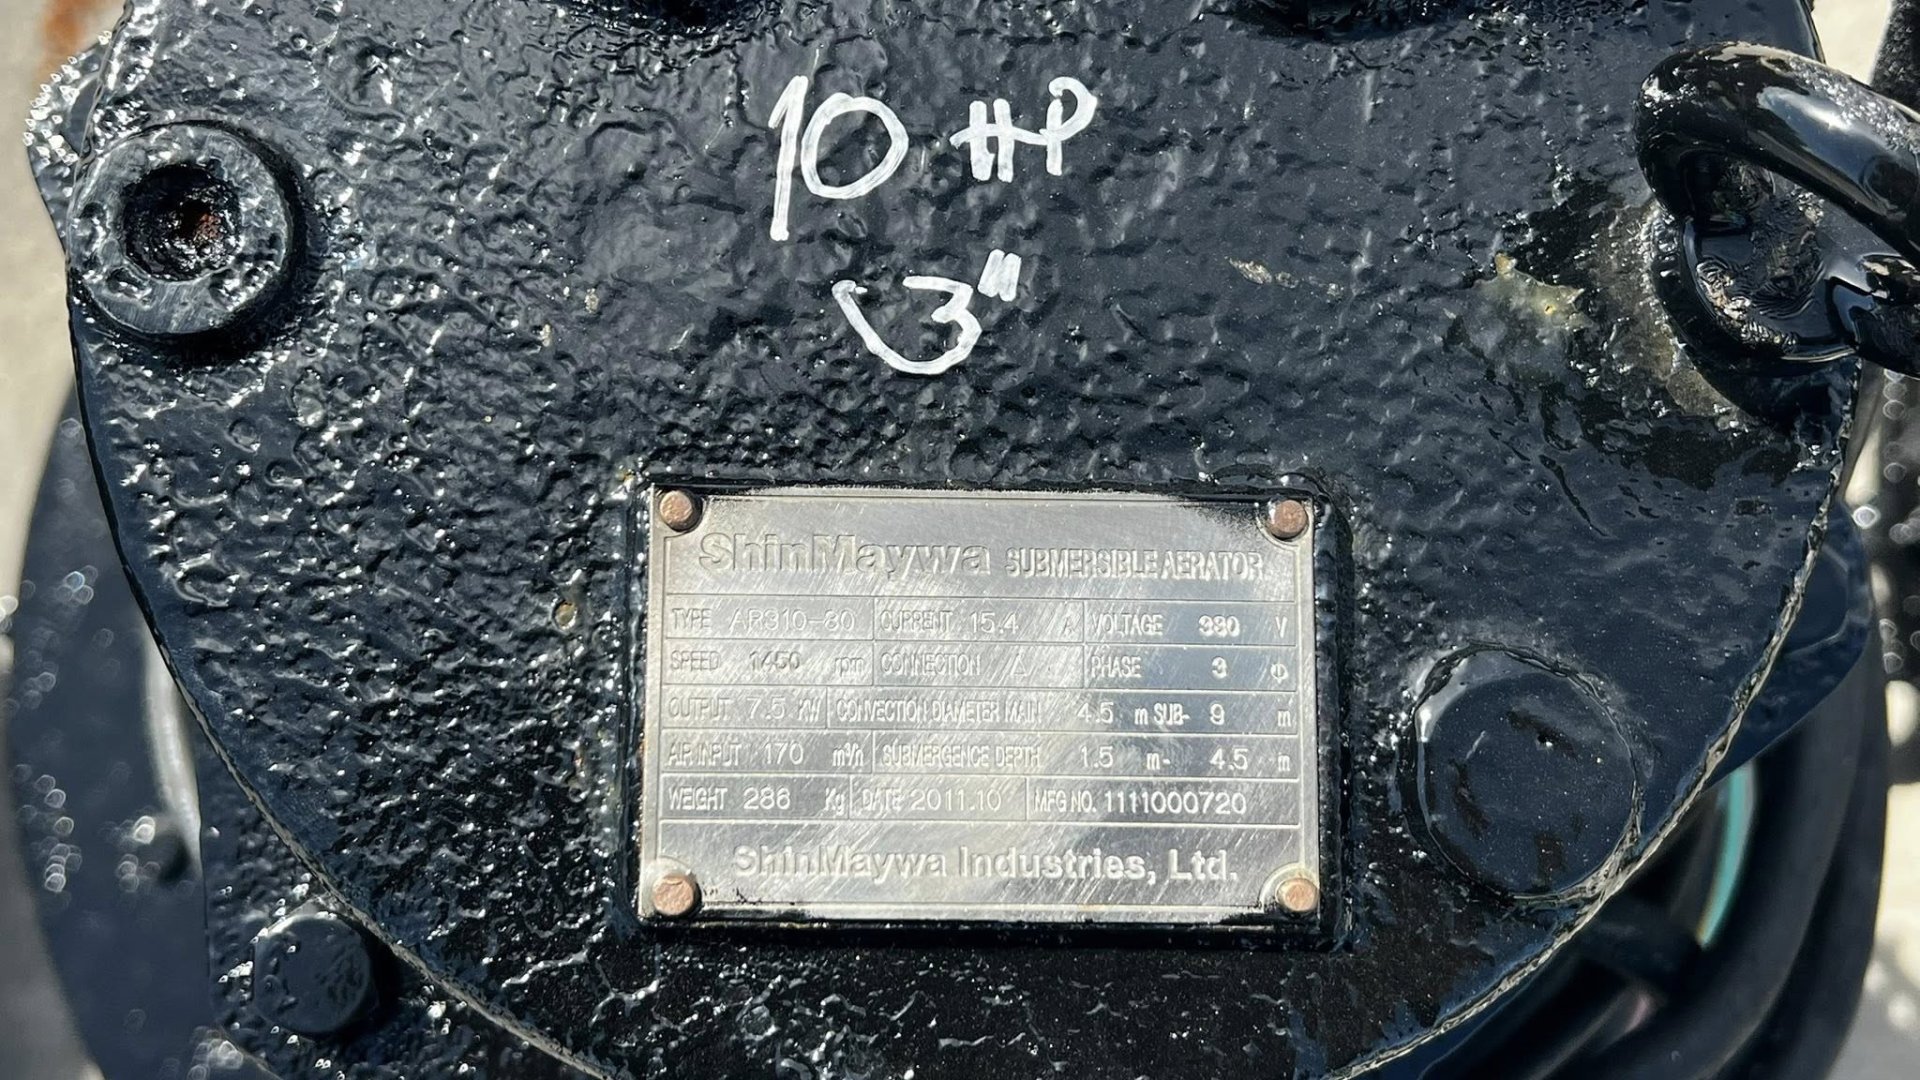 10 HP
3"
ShinMaywa SUBMERSIBLE AERATOR
TYPE AR310-80 CURRENT 15.4 A VOLTAGE 380 V
SPEED 1450 rpm CONNECTION △ PHASE 3 Φ
OUTPUT 7.5 KW CONVECTION DIAMETER MAIN 4.5 m SUB- 9 m
AIR INPUT 170 m³/h SUBMERGENCE DEPTH 1.5 m- 4.5 m
WEIGHT 286 Kg DATE 2011.10 MFG NO. 1111000720
ShinMaywa Industries, Ltd.